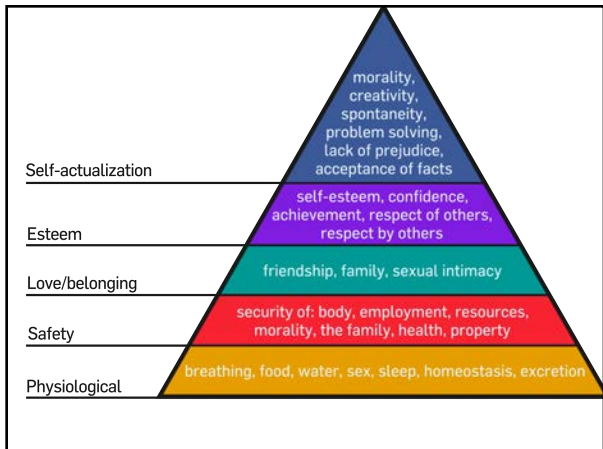 morality,
creativity,
spontaneity,
problem solving,
lack of prejudice,
acceptance of facts
Self-actualization
self-esteem, confidence,
achievement, respect of others,
respect by others
Esteem
friendship, family, sexual intimacy
Love/belonging
security of: body, employment, resources,
morality, the family, health, property
Safety
breathing, food, water, sex, sleep, homeostasis, excretion
Physiological